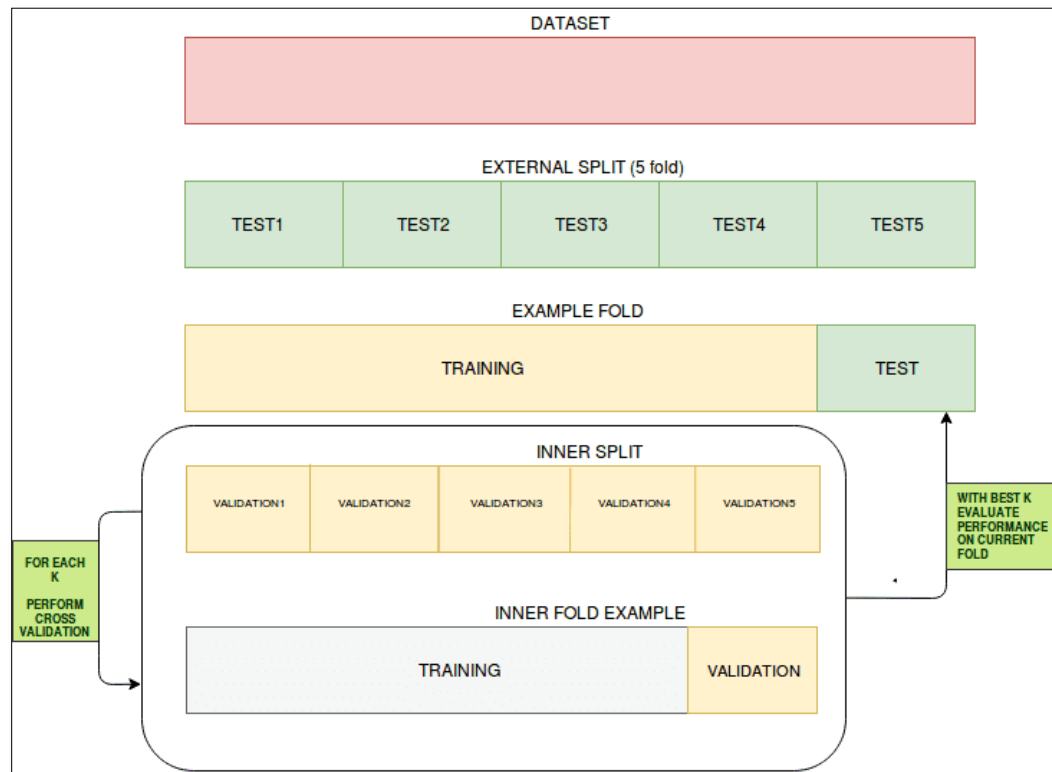 DATASET
EXTERNAL SPLIT (5 fold)
TEST1 TEST2 TEST3 TEST4 TEST5
EXAMPLE FOLD
TRAINING TEST
INNER SPLIT
VALIDATION1 VALIDATION2 VALIDATION3 VALIDATION4 VALIDATION5
WITH BEST K
EVALUATE
PERFORMANCE
ON CURRENT
FOLD
FOR EACH
K
PERFORM
CROSS
VALIDATION
INNER FOLD EXAMPLE
TRAINING VALIDATION